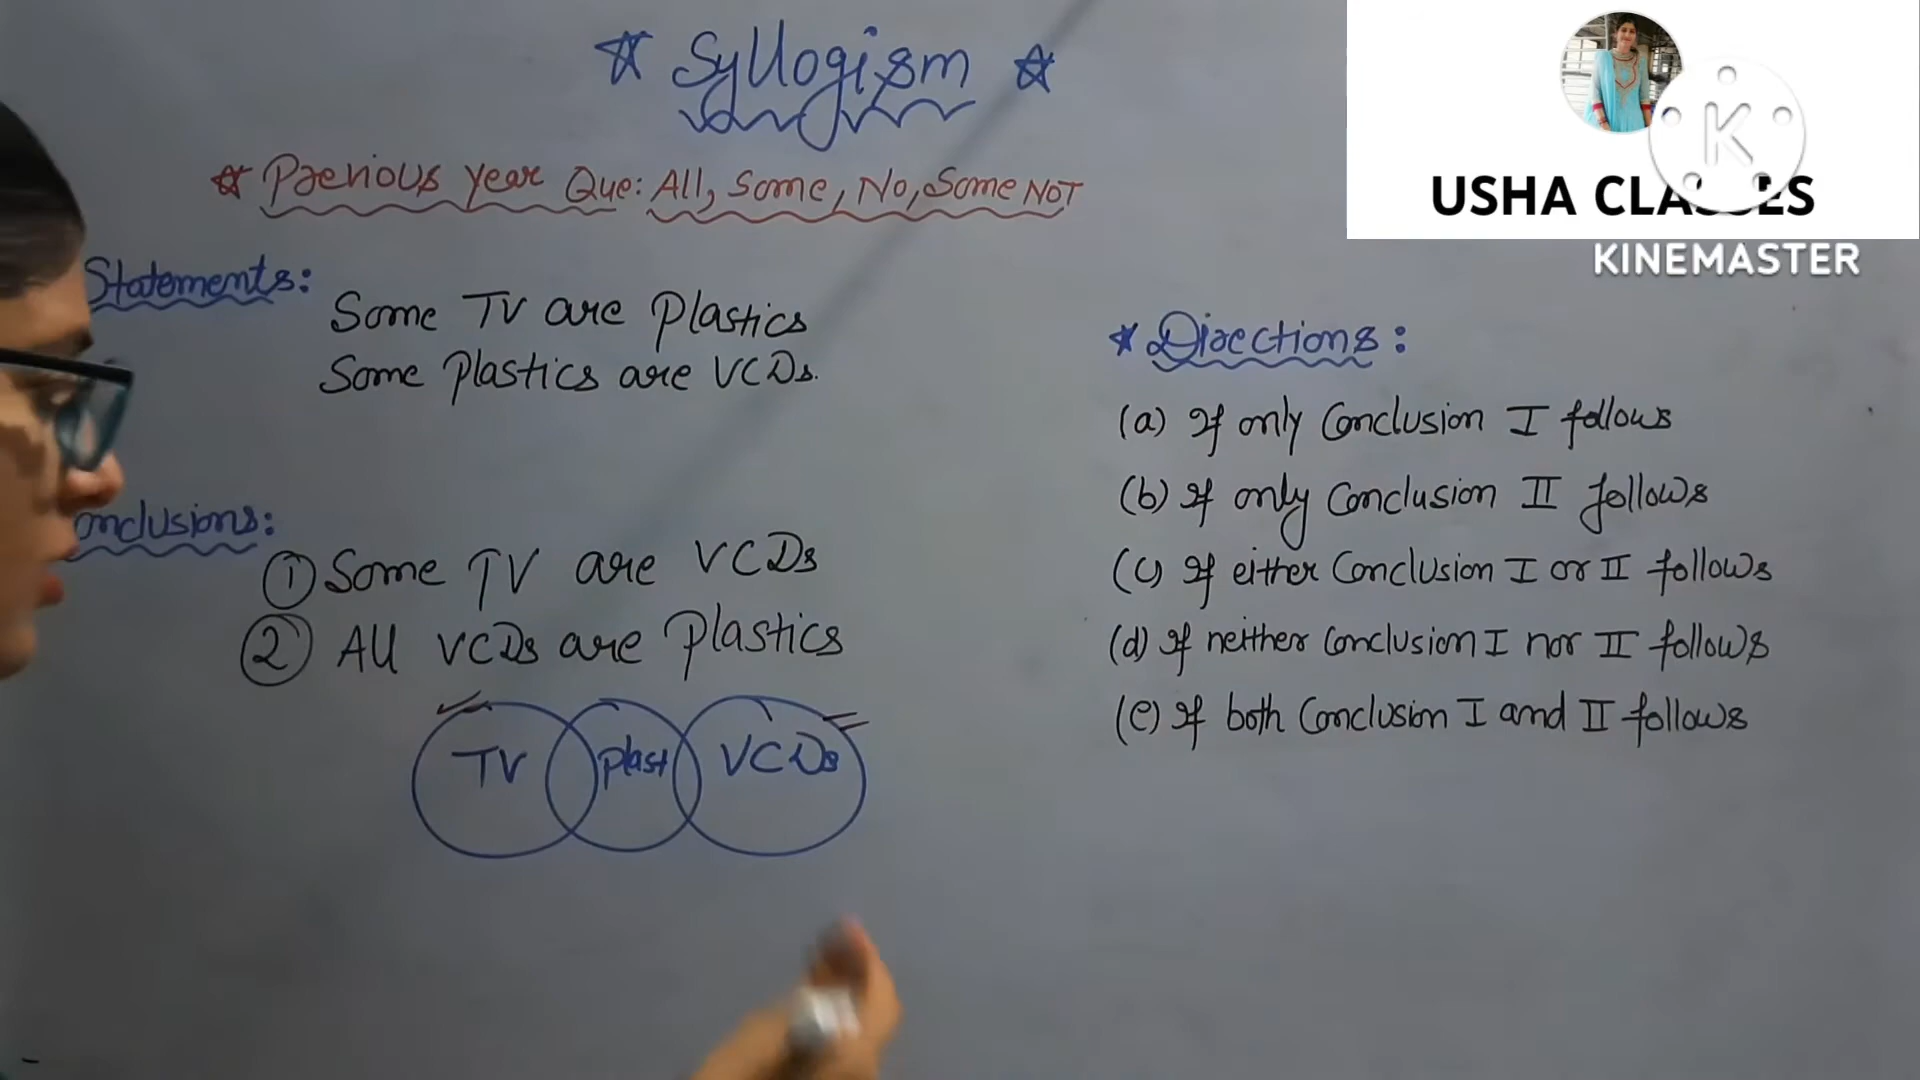 ☆ Syllogism ☆
☆ Previous year Que: All, Some, No, Some NOT
Statements:
Some TV are Plastics
Some Plastics are VCDs.
onclusions:
① Some TV are VCDs
② All VCDs are Plastics
TV Plast VCDs
★ Directions:
(a) If only Conclusion I follows
(b) If only Conclusion II follows
(c) If either Conclusion I or II follows
(d) If neither Conclusion I nor II follows
(e) If both Conclusion I and II follows
K
USHA CLASSES
KINEMASTER